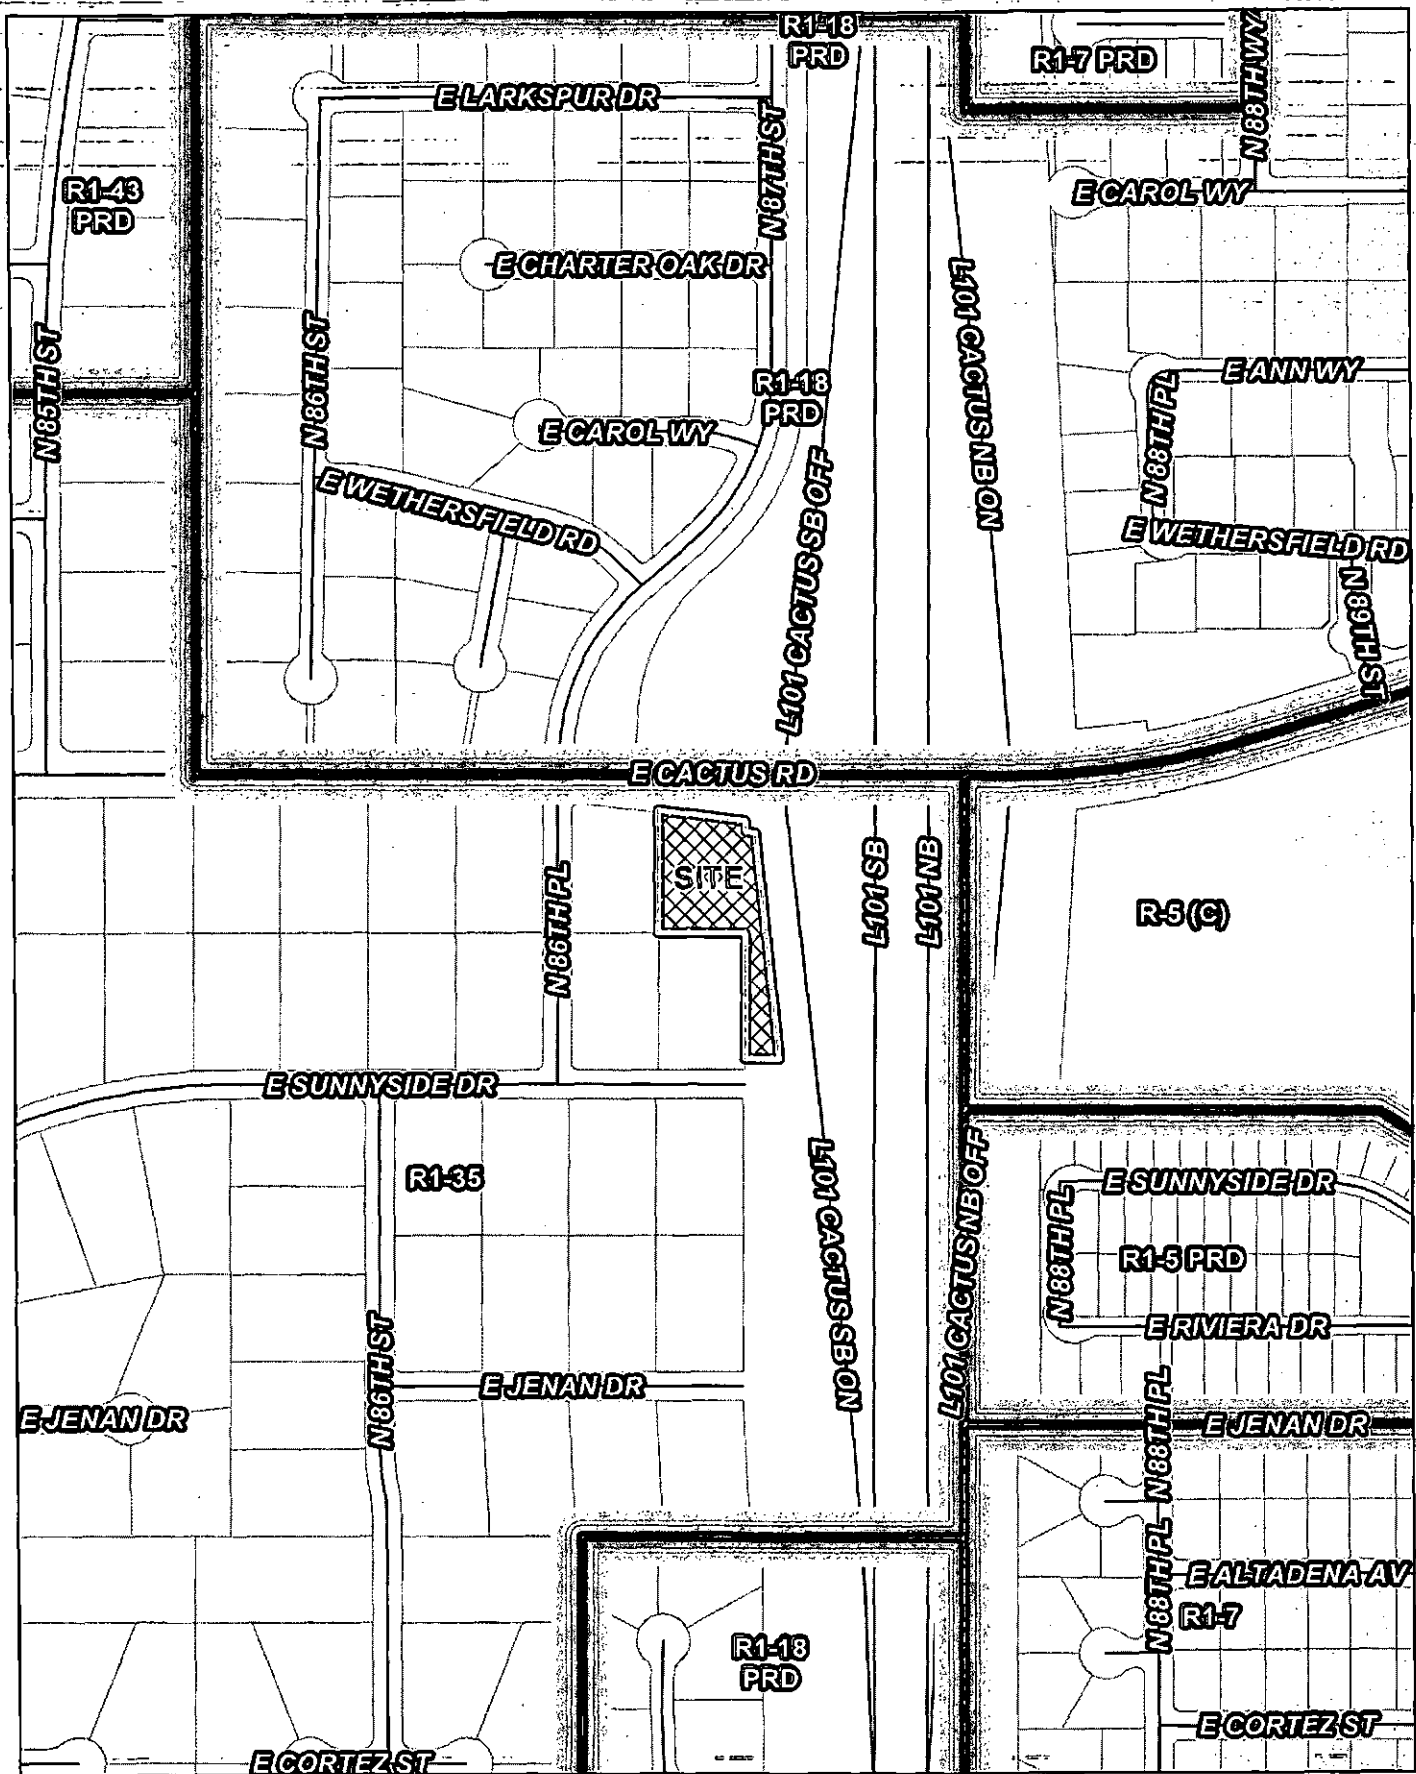 R1-18
PRD
R1-7 PRD
N 88TH WY
E LARKSPUR DR
N 87TH ST
R1-43
PRD
E CAROL WY
E CHARTER OAK DR
L101 CACTUS NB ON
N 85TH ST
N 86TH ST
R1-18
PRD
E ANN WY
N 88TH PL
E CAROL WY
L101 CACTUS SB OFF
E WETHERSFIELD RD
E WETHERSFIELD RD
N 89TH ST
E CACTUS RD
SITE
N 86TH PL
L101 SB
L101 NB
R-5 (C)
E SUNNYSIDE DR
R1-35
L101 CACTUS SB ON
L101 CACTUS NB OFF
E SUNNYSIDE DR
N 88TH PL
R1-5 PRD
E RIVIERA DR
N 86TH ST
E JENAN DR
E JENAN DR
N 88TH PL
E JENAN DR
N 88TH PL
E ALTADENA AV
R1-7
R1-18
PRD
E CORTEZ ST
E CORTEZ ST